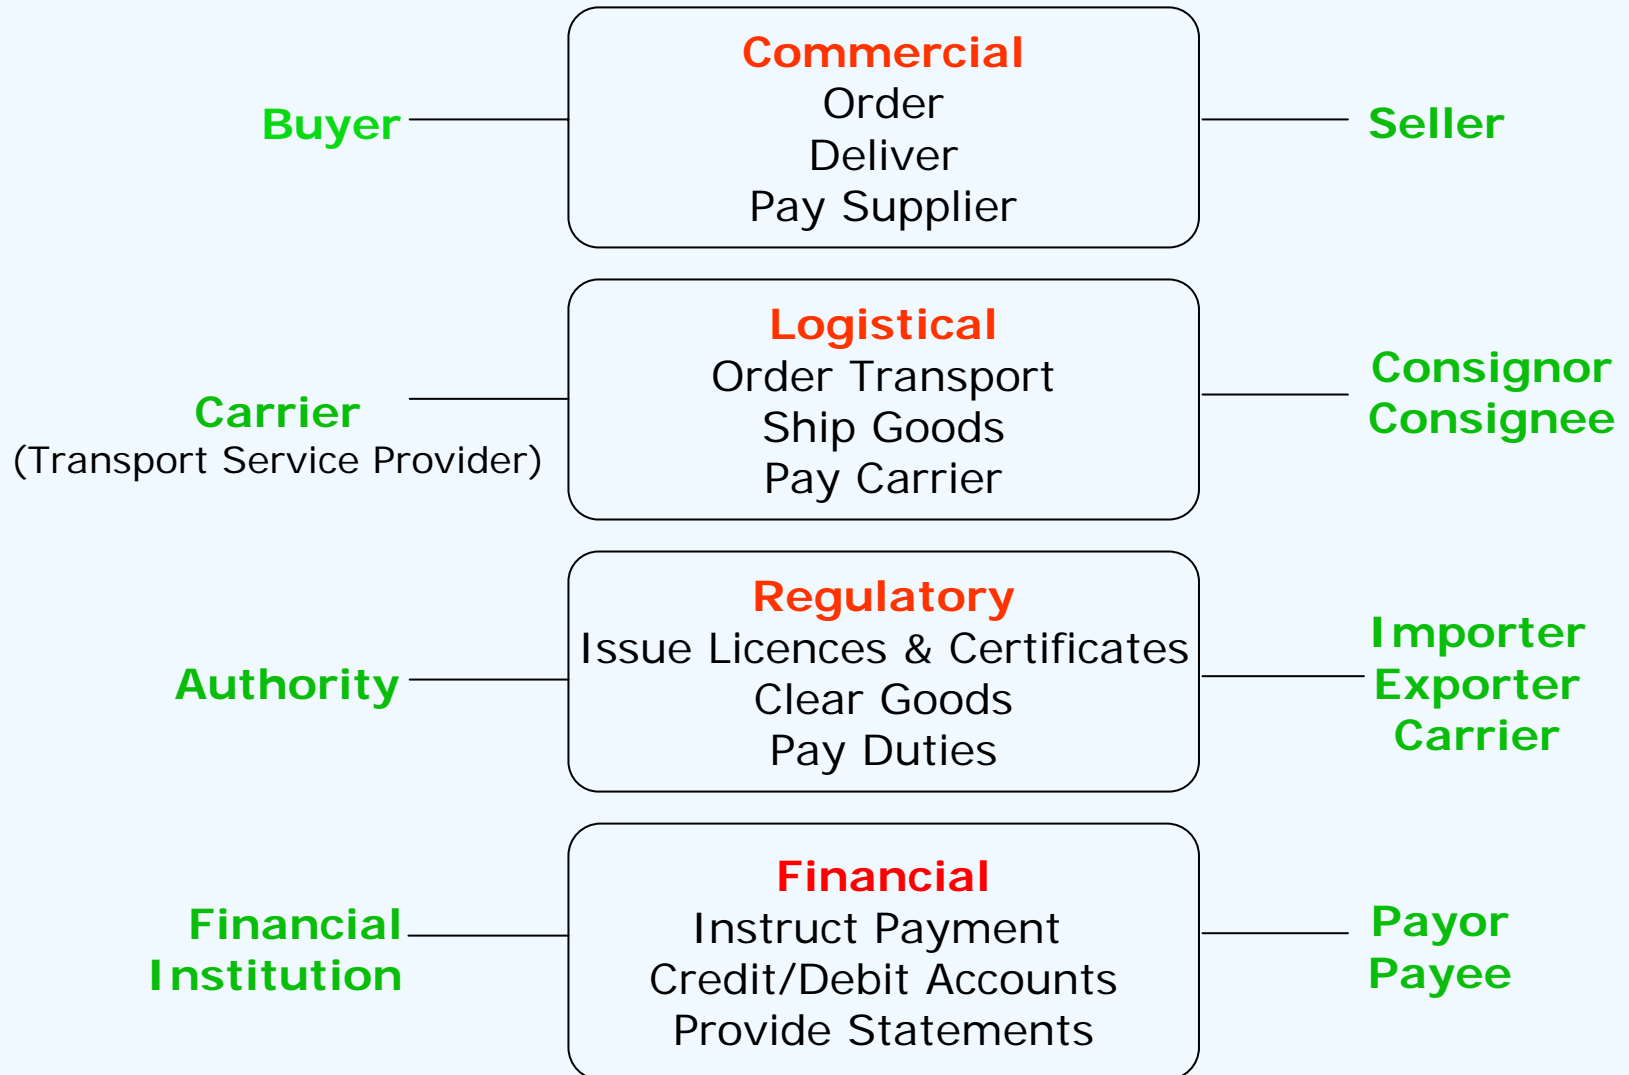 Commercial
Order
Deliver
Pay Supplier
Buyer
Seller
Logistical
Order Transport
Ship Goods
Pay Carrier
Carrier
(Transport Service Provider)
Consignor
Consignee
Regulatory
Issue Licences & Certificates
Clear Goods
Pay Duties
Authority
Importer
Exporter
Carrier
Financial
Instruct Payment
Credit/Debit Accounts
Provide Statements
Financial
Institution
Payor
Payee